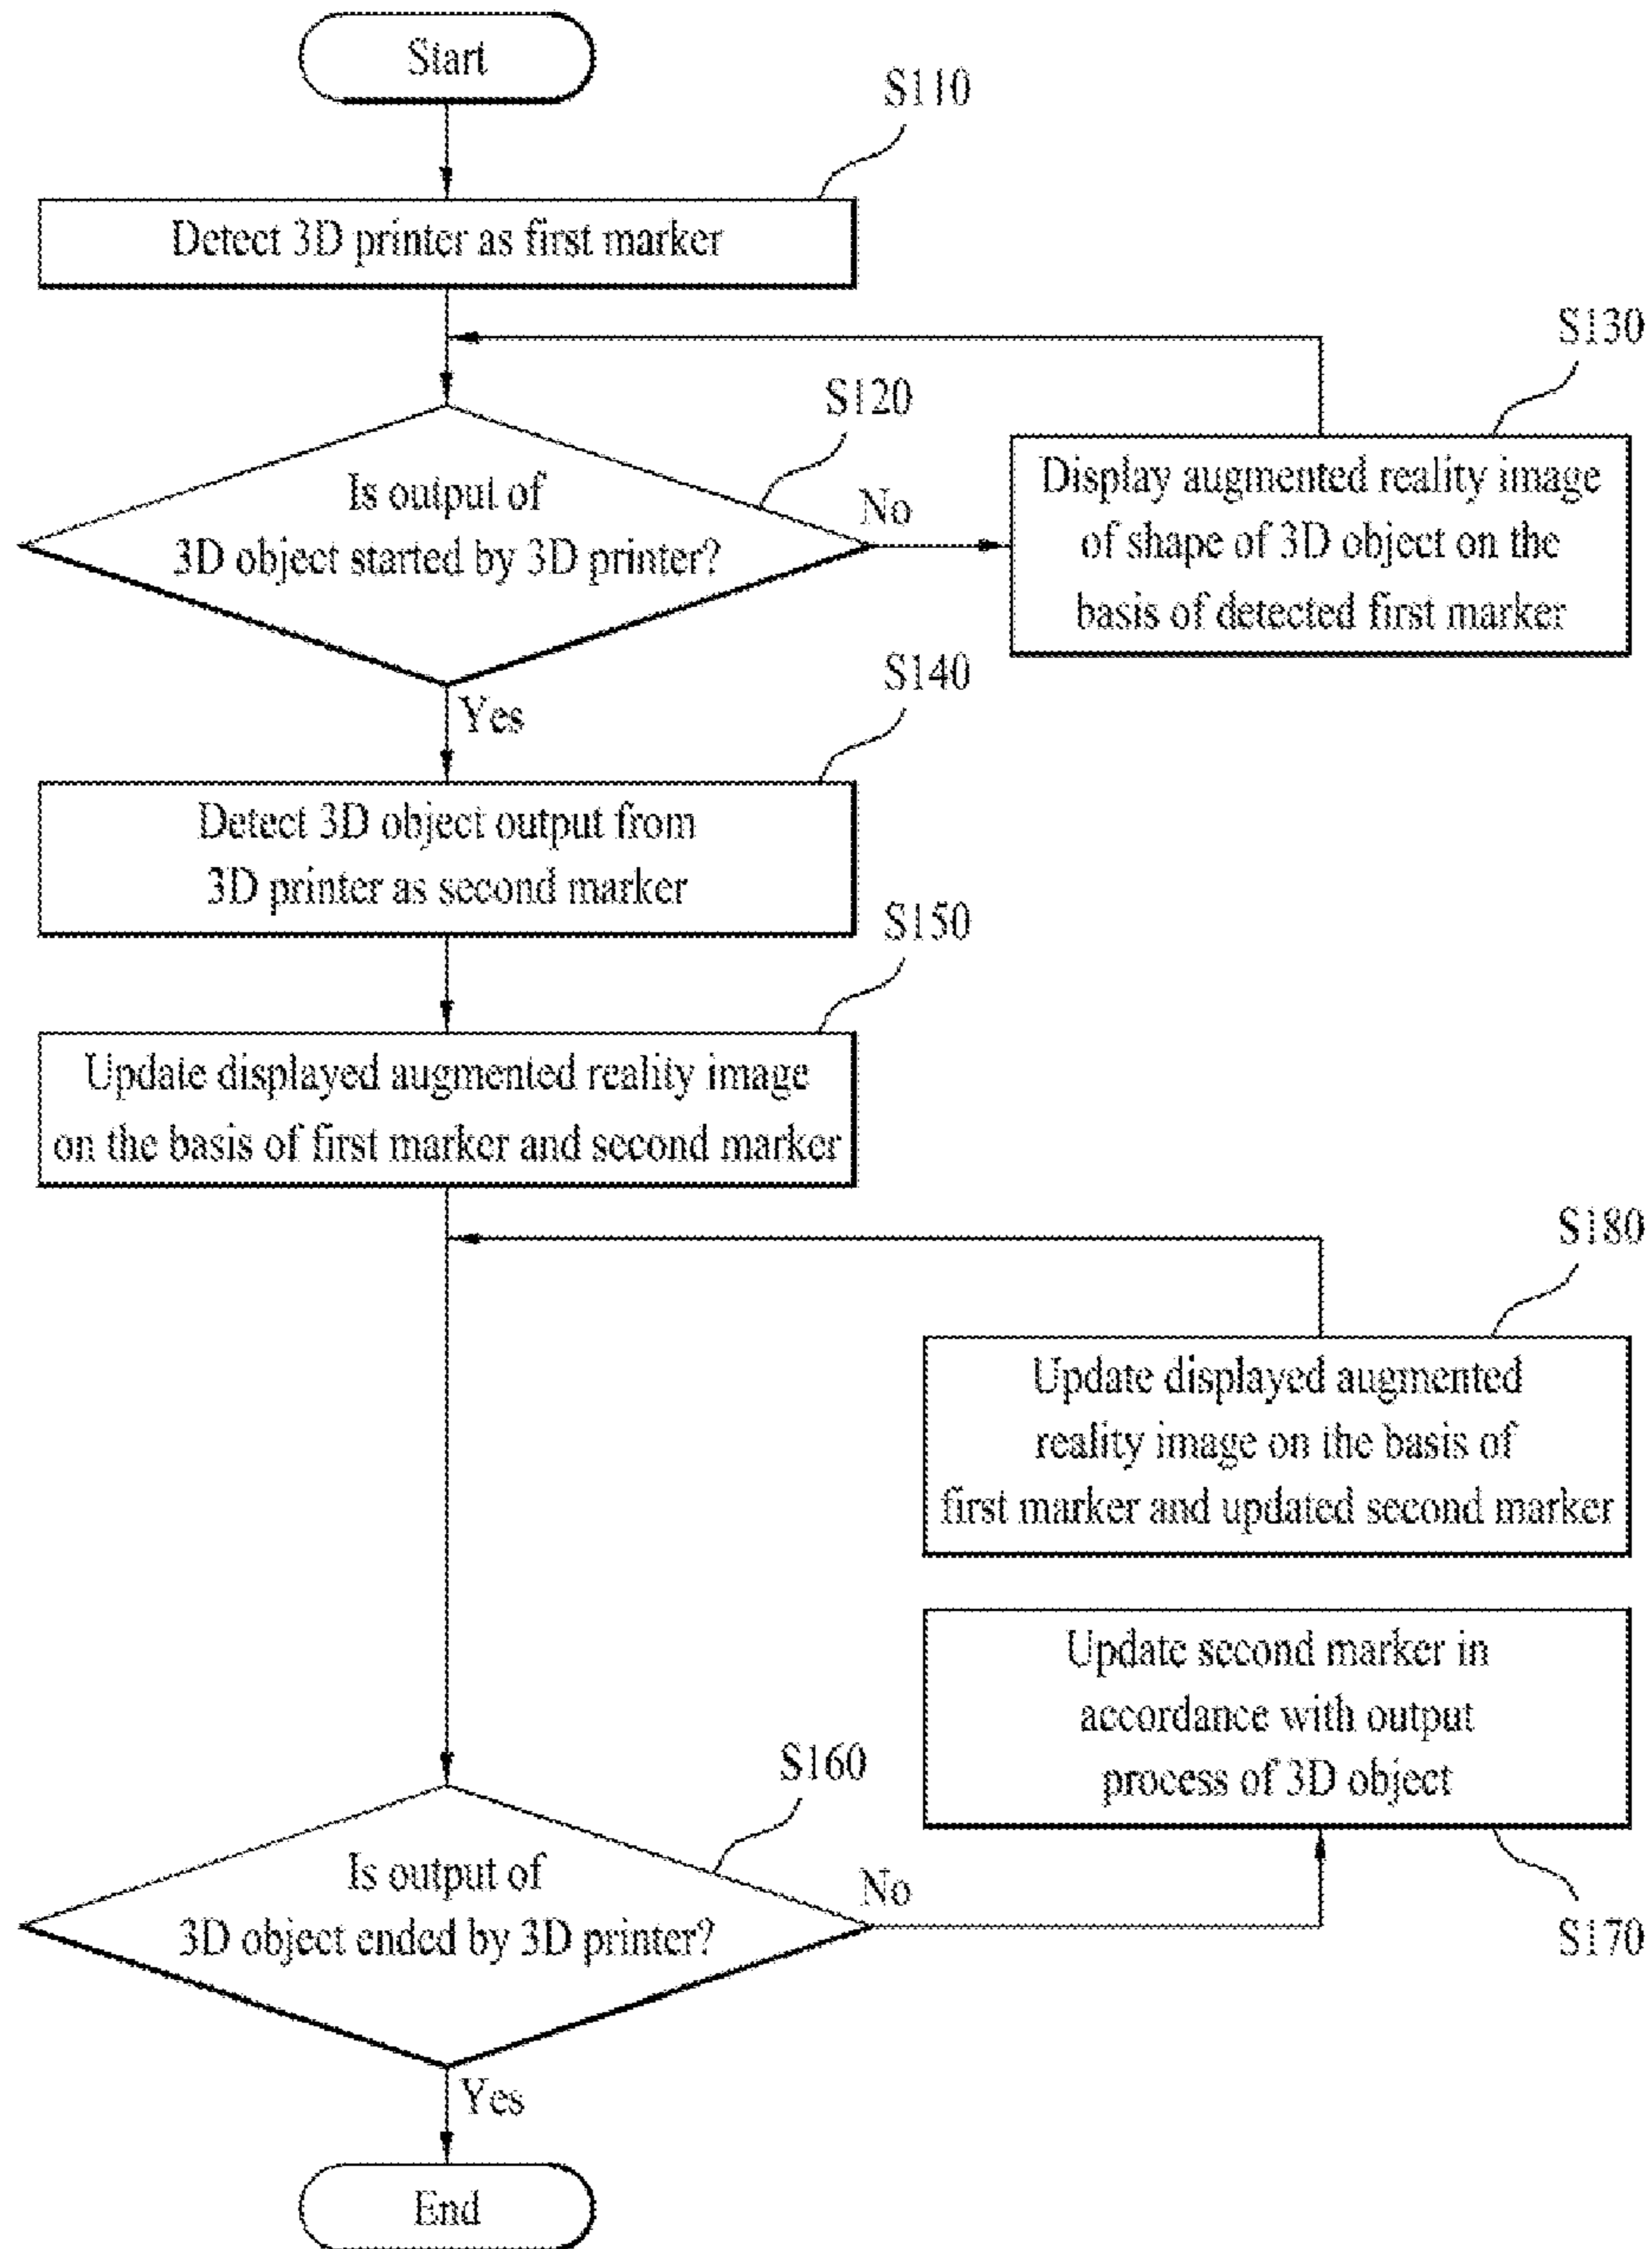 Start
S110
Detect 3D printer as first marker
S130
S120
Is output of
3D object started by 3D printer?
No
Display augmented reality image
of shape of 3D object on the
basis of detected first marker
Yes
S140
Detect 3D object output from
3D printer as second marker
S150
Update displayed augmented reality image
on the basis of first marker and second marker
S180
Update displayed augmented
reality image on the basis of
first marker and updated second marker
Update second marker in
accordance with output
process of 3D object
S170
S160
Is output of
3D object ended by 3D printer?
No
Yes
End